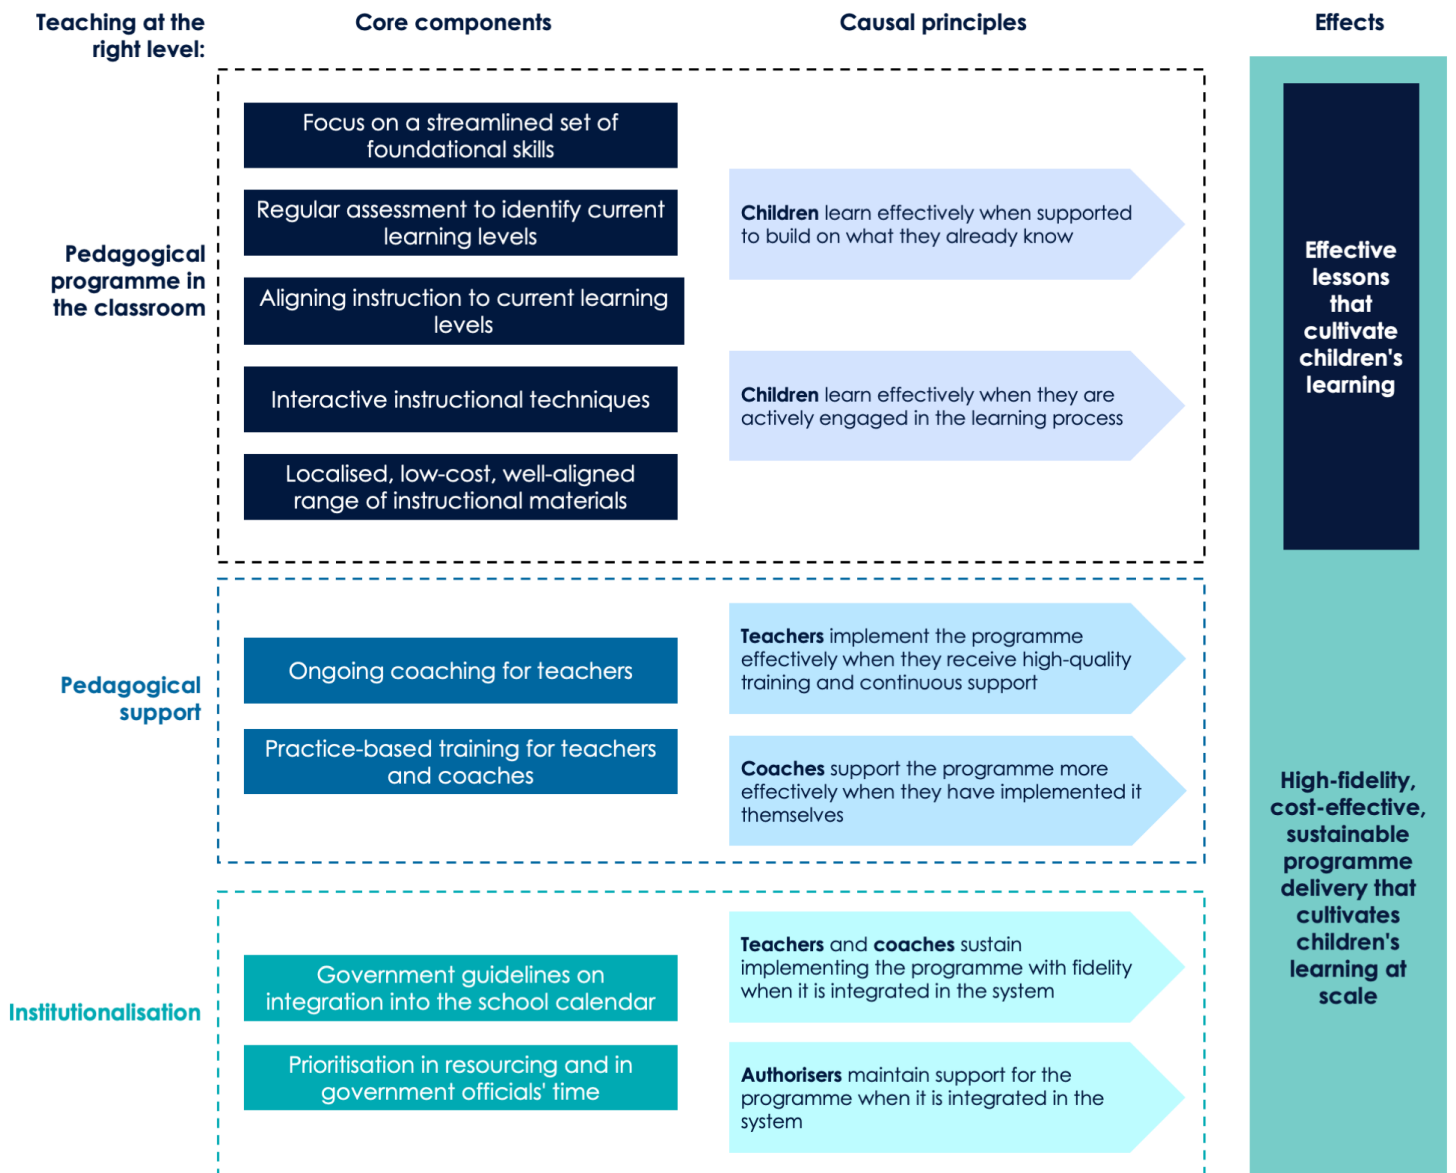 Teaching at the
right level:
Core components
Causal principles
Effects
Pedagogical
programme in
the classroom
Focus on a streamlined set of
foundational skills
Regular assessment to identify current
learning levels
Aligning instruction to current learning
levels
Interactive instructional techniques
Localised, low-cost, well-aligned
range of instructional materials
Children learn effectively when supported
to build on what they already know
Children learn effectively when they are
actively engaged in the learning process
Effective
lessons
that
cultivate
children's
learning
Pedagogical
support
Ongoing coaching for teachers
Practice-based training for teachers
and coaches
Teachers implement the programme
effectively when they receive high-quality
training and continuous support
Coaches support the programme more
effectively when they have implemented it
themselves
High-fidelity,
cost-effective,
sustainable
programme
delivery that
cultivates
children's
learning at
scale
Institutionalisation
Government guidelines on
integration into the school calendar
Prioritisation in resourcing and in
government officials' time
Teachers and coaches sustain
implementing the programme with fidelity
when it is integrated in the system
Authorisers maintain support for the
programme when it is integrated in the
system